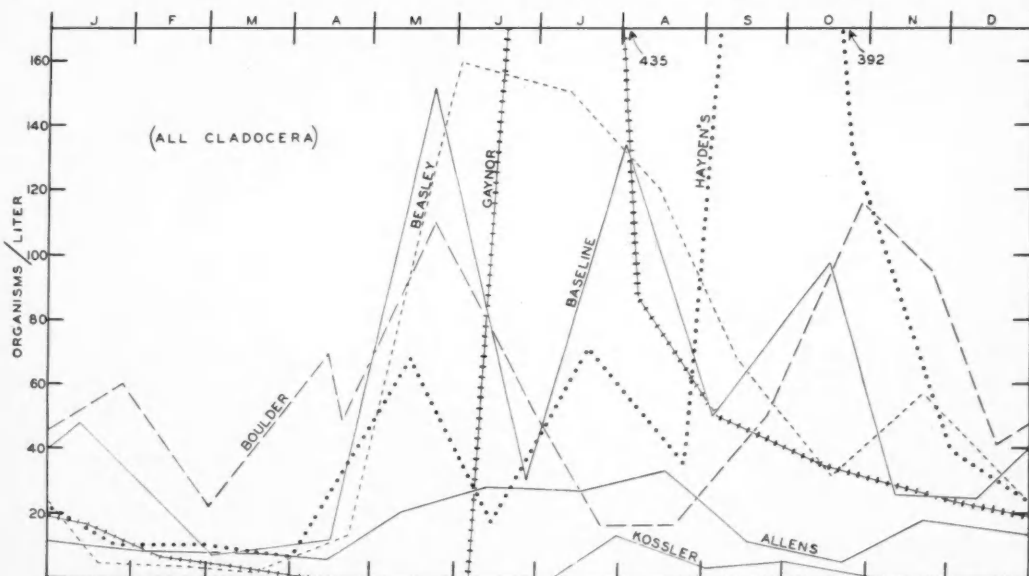 J F M A M J J A S O N D
160
140
120
100
80
60
40
20
ORGANISMS/LITER
(ALL CLADOCERA)
435
392
BOULDER
BEASLEY
GAYNOR
BASELINE
HAYDEN'S
KOSSLER
ALLENS